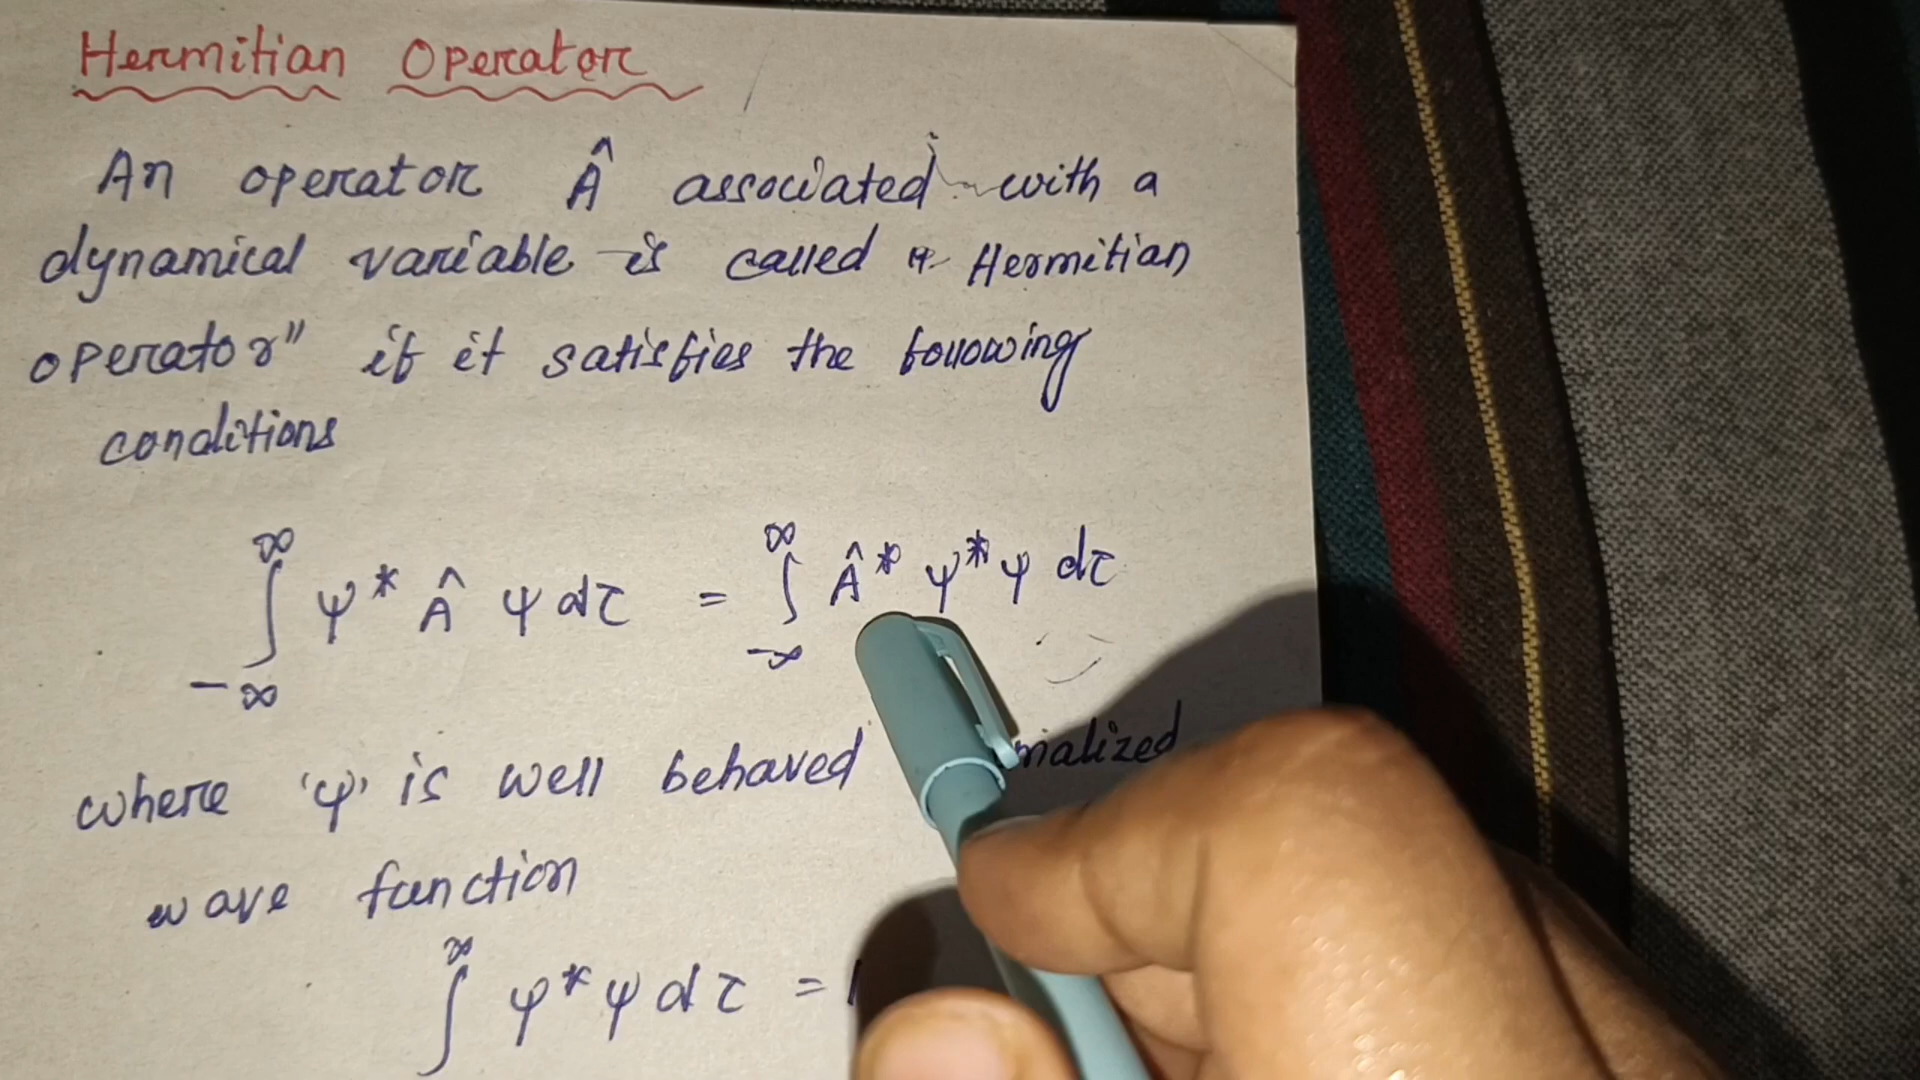 Hermitian Operator
An operator Â associated with a
dynamical variable is called Hermitian
operator" if it satisfies the following
conditions
∞ ∫ -∞ ψ* Â ψ dτ = ∞ ∫ -∞ Â* ψ* ψ dτ
where 'ψ' is well behaved malized
wave function
∞ ∫ ψ* ψ dτ = 1